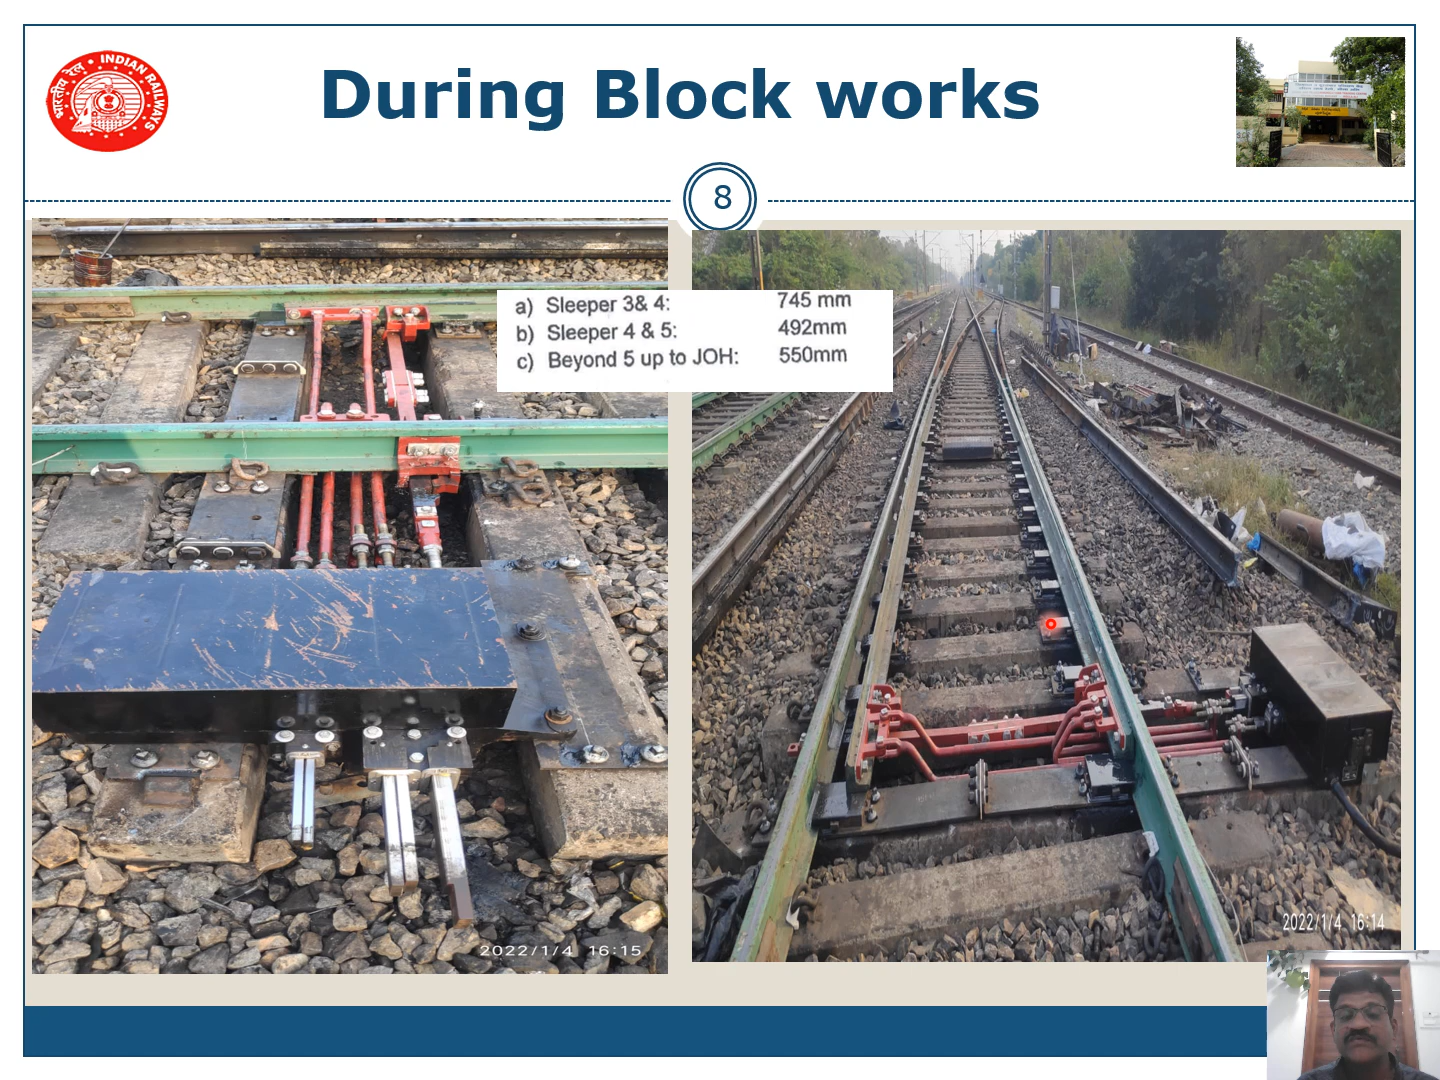 During Block works
INDIAN RAILWAYS
भारतीय रेल
8
a) Sleeper 3& 4: 745 mm
b) Sleeper 4 & 5: 492mm
c) Beyond 5 up to JOH: 550mm
2022/1/4 16:15
2022/1/4 16:14